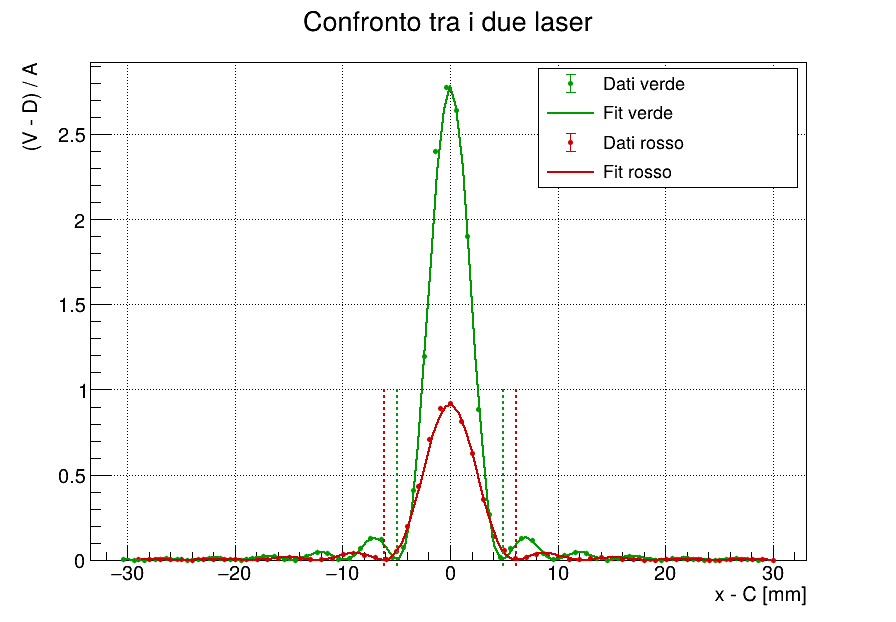 Confronto tra i due laser
(V - D) / A
Dati verde
Fit verde
Dati rosso
Fit rosso
2.5
2
1.5
1
0.5
0
−30
−20
−10
0
10
20
30
x - C [mm]